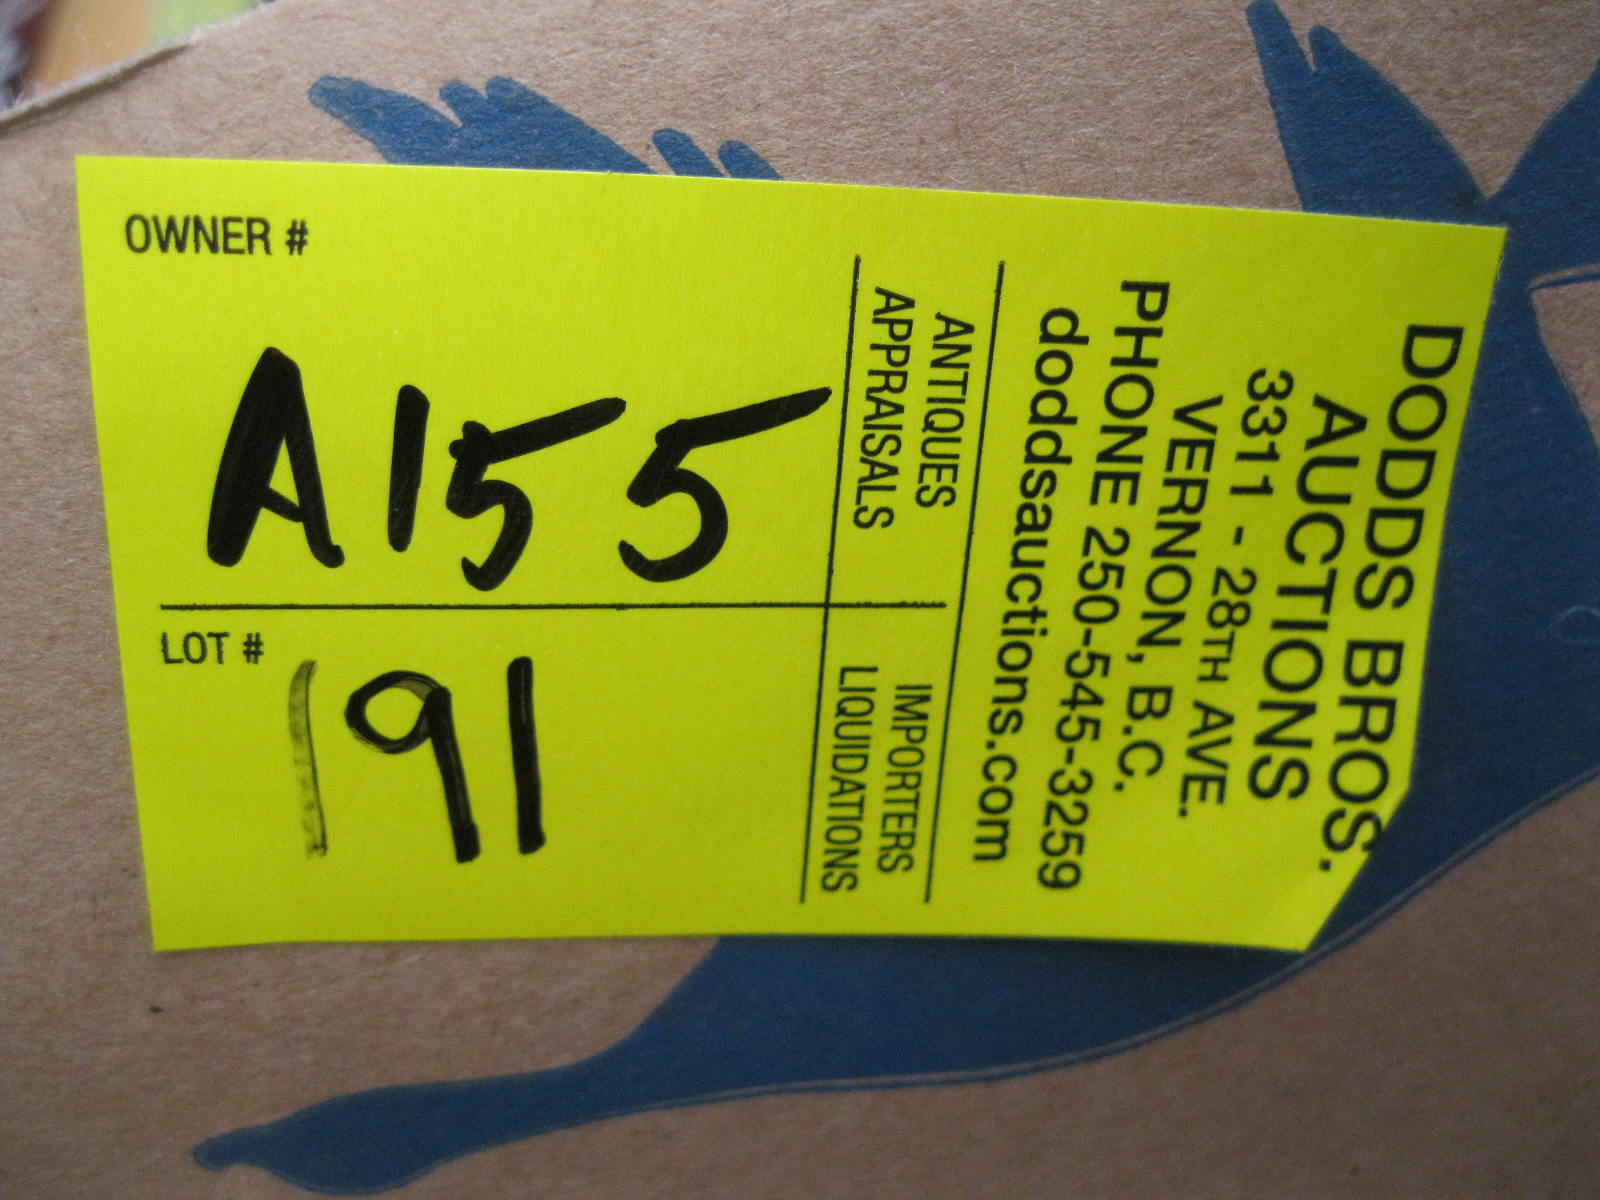 DODDS BROS.
AUCTIONS
3311 - 28TH AVE.
VERNON, B.C.
PHONE 250-545-3259
doddsauctions.com
ANTIQUES
APPRAISALS
IMPORTERS
LIQUIDATIONS
OWNER #
A155
LOT #
191